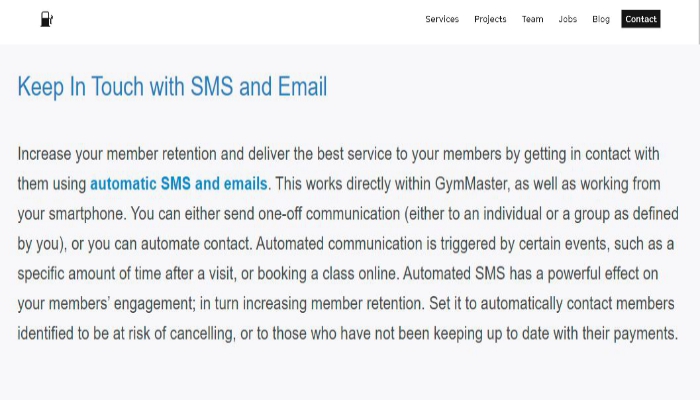 Services Projects Team Jobs Blog Contact
Keep In Touch with SMS and Email
Increase your member retention and deliver the best service to your members by getting in contact with
them using automatic SMS and emails. This works directly within GymMaster, as well as working from
your smartphone. You can either send one-off communication (either to an individual or a group as defined
by you), or you can automate contact. Automated communication is triggered by certain events, such as a
specific amount of time after a visit, or booking a class online. Automated SMS has a powerful effect on
your members' engagement; in turn increasing member retention. Set it to automatically contact members
identified to be at risk of cancelling, or to those who have not been keeping up to date with their payments.